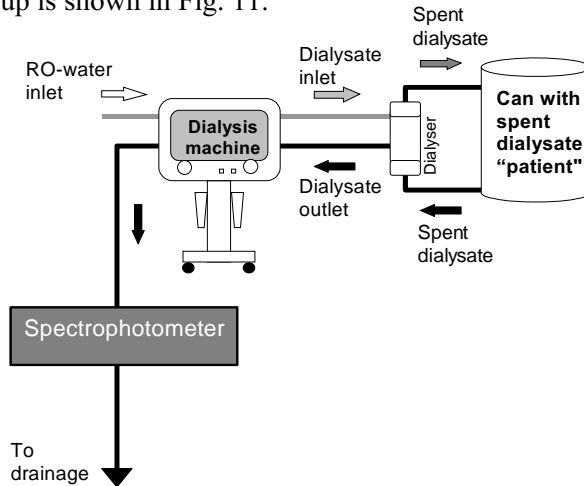 up is shown in Fig. 11.
Spent
dialysate
RO-water
inlet
Dialysate
inlet
Can with
spent
dialysate
“patient"
Dialysis
machine
Dialyser
Dialysate
outlet
Spent
dialysate
Spectrophotometer
To
drainage